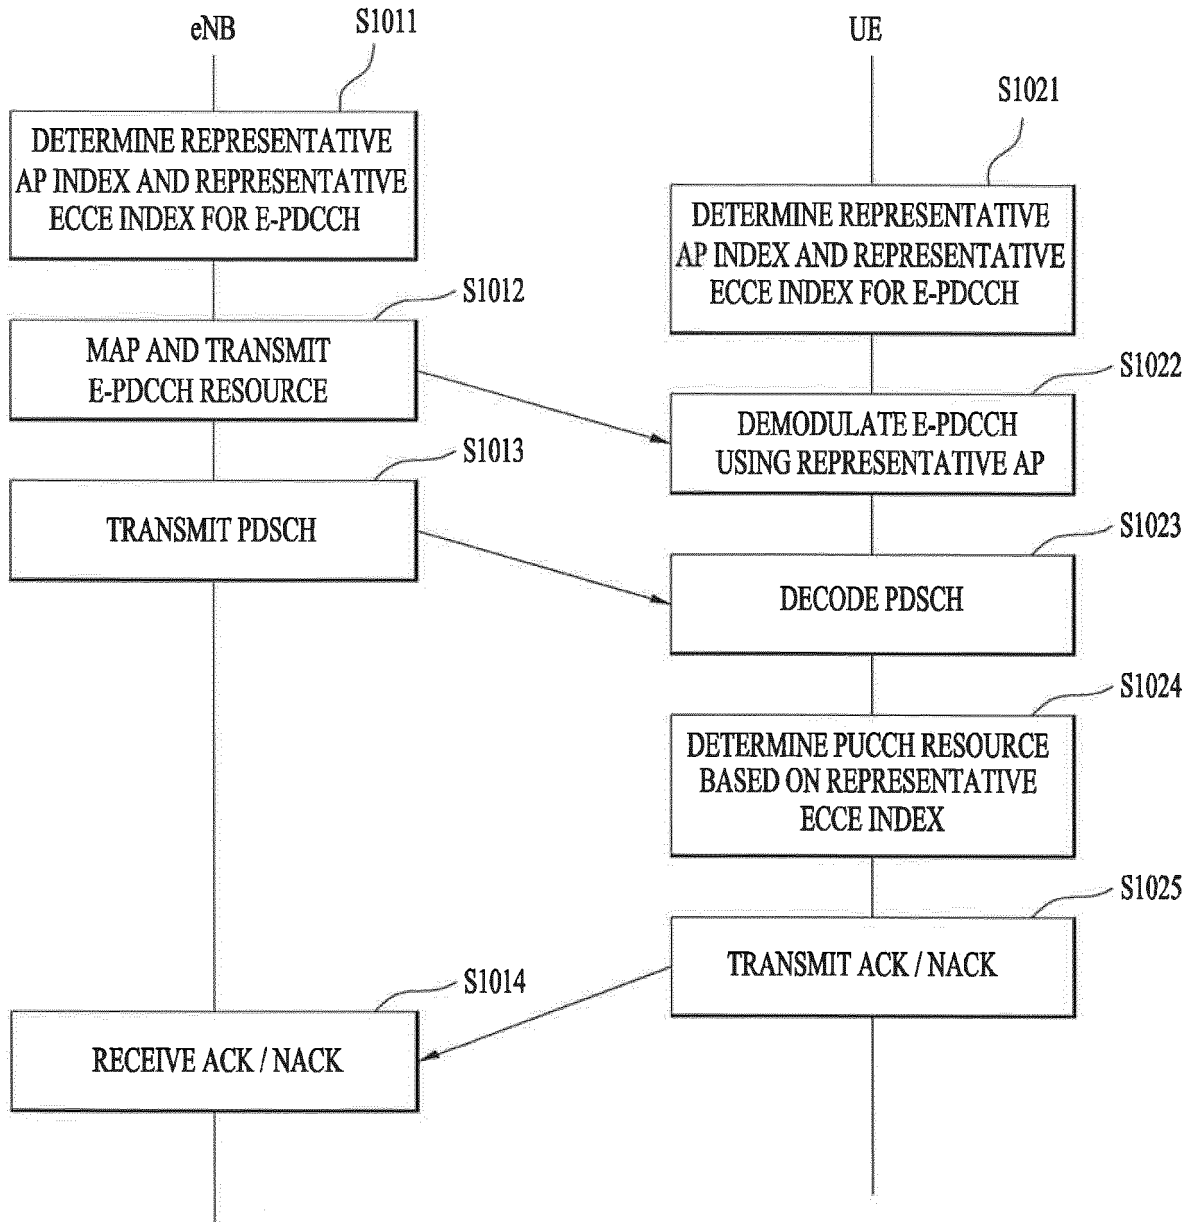 eNB
S1011
DETERMINE REPRESENTATIVE
AP INDEX AND REPRESENTATIVE
ECCE INDEX FOR E-PDCCH
S1012
MAP AND TRANSMIT
E-PDCCH RESOURCE
S1013
TRANSMIT PDSCH
S1014
RECEIVE ACK / NACK
UE
S1021
DETERMINE REPRESENTATIVE
AP INDEX AND REPRESENTATIVE
ECCE INDEX FOR E-PDCCH
S1022
DEMODULATE E-PDCCH
USING REPRESENTATIVE AP
S1023
DECODE PDSCH
S1024
DETERMINE PUCCH RESOURCE
BASED ON REPRESENTATIVE
ECCE INDEX
S1025
TRANSMIT ACK / NACK